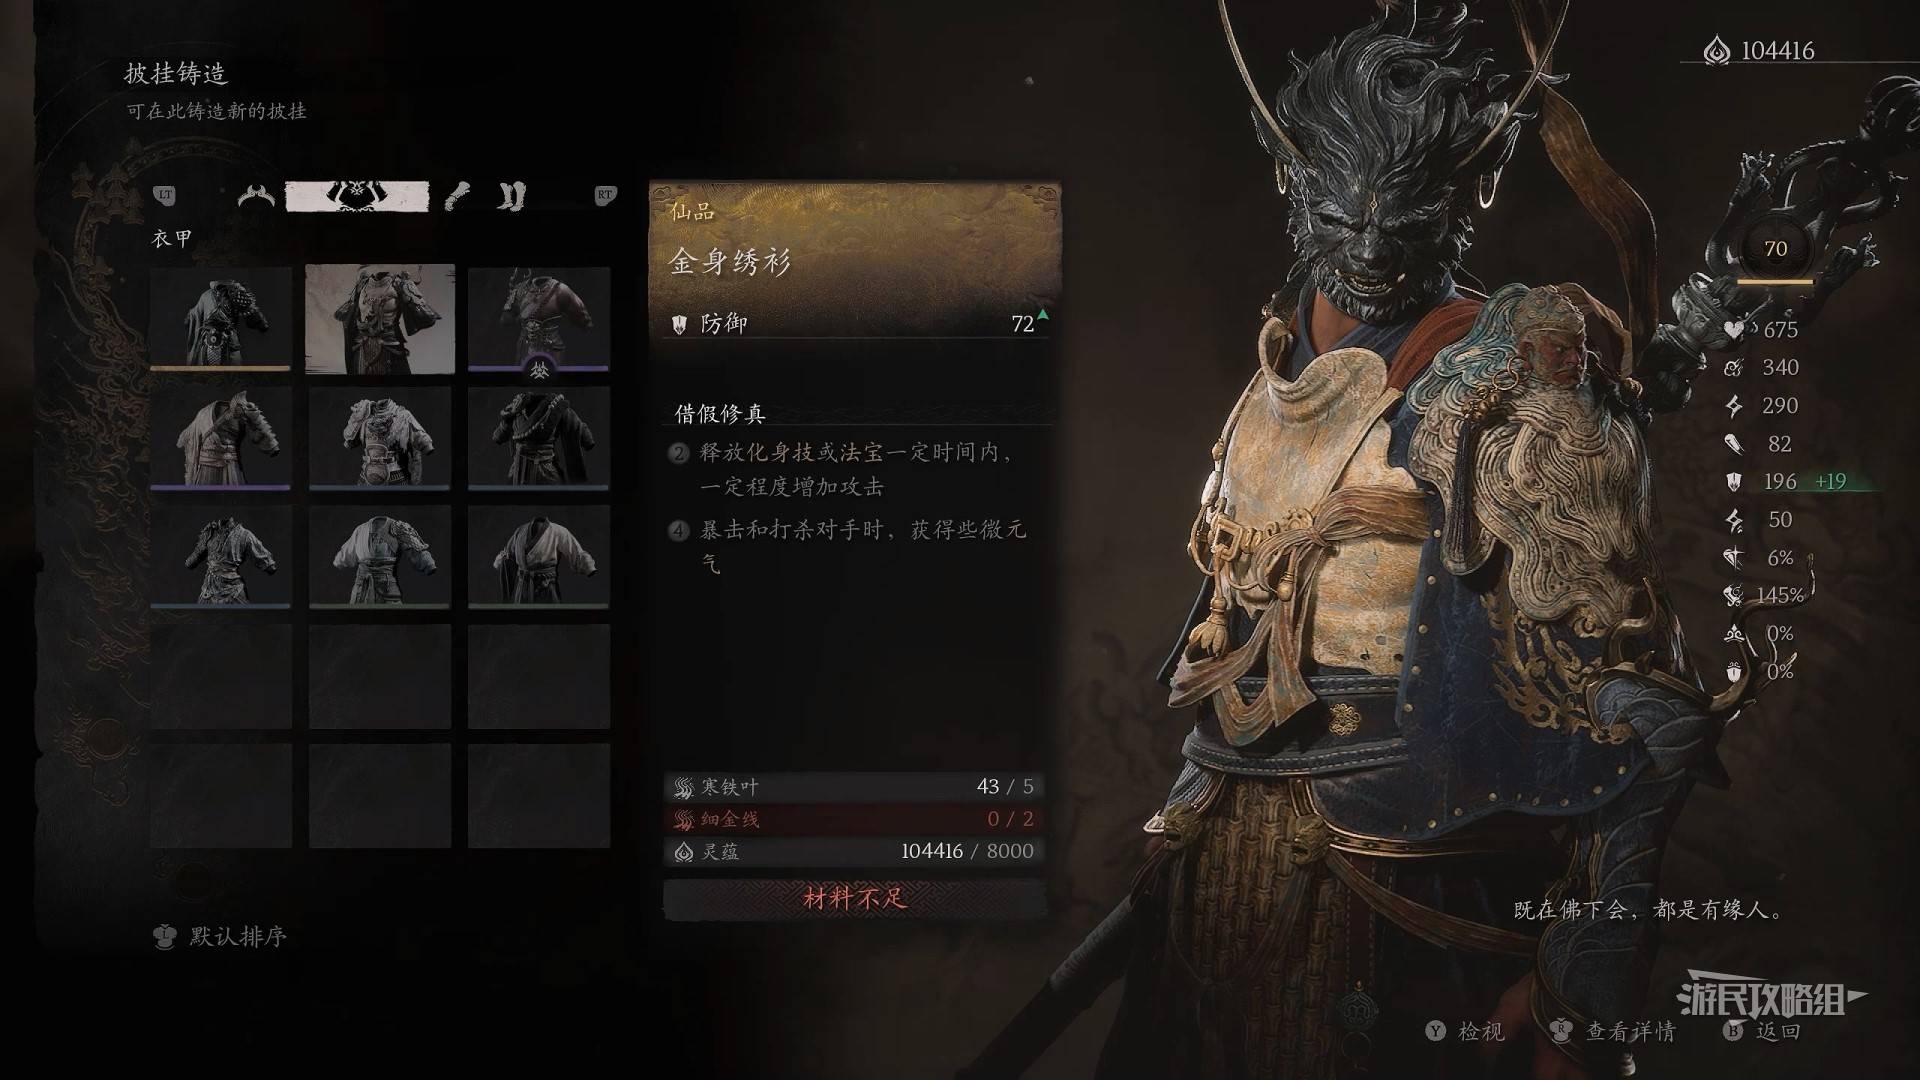 披挂铸造
可在此铸造新的披挂
104416
LT
RT
衣甲
仙品
金身绣衫
防御 72
借假修真
2 释放化身技或法宝一定时间内，
一定程度增加攻击
4 暴击和打杀对手时，获得些微元
气
寒铁叶 43 / 5
细金线 0 / 2
灵蕴 104416 / 8000
材料不足
70
675
340
290
82
196 +19
50
6%
145%
0%
0%
既在佛下会，都是有缘人。
L 默认排序
游民攻略组
Y 检视 R 查看详情 B 返回